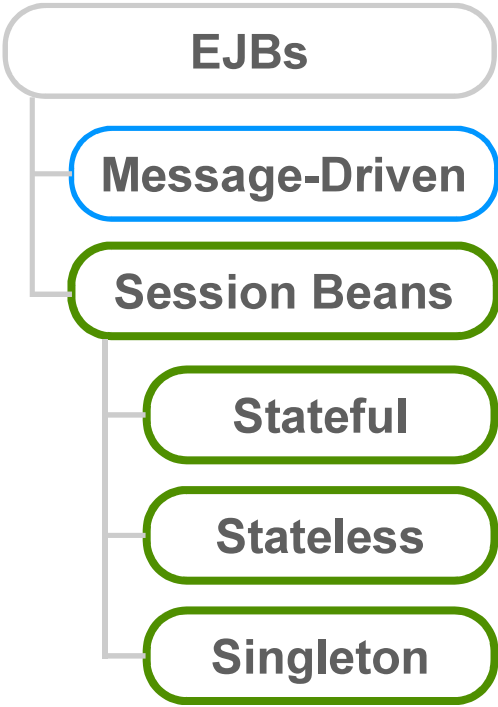 EJBs
Message-Driven
Session Beans
Stateful
Stateless
Singleton